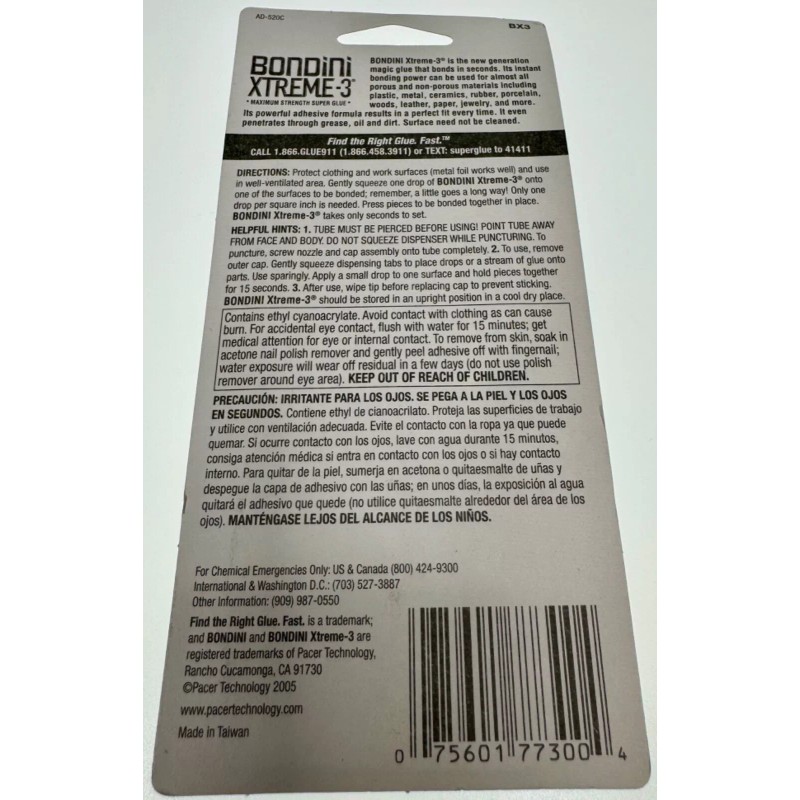 AD-520C
BX3
BONDINI
XTREME-3®
* MAXIMUM STRENGTH SUPER GLUE *
BONDINI Xtreme-3® is the new generation
magic glue that bonds in seconds. Its instant
bonding power can be used for almost all
porous and non-porous materials including
plastic, metal, ceramics, rubber, porcelain,
woods, leather, paper, jewelry, and more.
Its powerful adhesive formula results in a perfect fit every time. It even
penetrates through grease, oil and dirt. Surface need not be cleaned.
Find the Right Glue. Fast.™
CALL 1.866.GLUE911 (1.866.458.3911) or TEXT: superglue to 41411
DIRECTIONS: Protect clothing and work surfaces (metal foil works well) and use
in well-ventilated area. Gently squeeze one drop of BONDINI Xtreme-3® onto
one of the surfaces to be bonded; remember, a little goes a long way! Only one
drop per square inch is needed. Press pieces to be bonded together in place.
BONDINI Xtreme-3® takes only seconds to set.
HELPFUL HINTS: 1. TUBE MUST BE PIERCED BEFORE USING! POINT TUBE AWAY
FROM FACE AND BODY. DO NOT SQUEEZE DISPENSER WHILE PUNCTURING. To
puncture, screw nozzle and cap assembly onto tube completely. 2. To use, remove
outer cap. Gently squeeze dispensing tabs to place drops or a stream of glue onto
parts. Use sparingly. Apply a small drop to one surface and hold pieces together
for 15 seconds. 3. After use, wipe tip before replacing cap to prevent sticking.
BONDINI Xtreme-3® should be stored in an upright position in a cool dry place.
Contains ethyl cyanoacrylate. Avoid contact with clothing as can cause
burn. For accidental eye contact, flush with water for 15 minutes; get
medical attention for eye or internal contact. To remove from skin, soak in
acetone nail polish remover and gently peel adhesive off with fingernail;
water exposure will wear off residual in a few days (do not use polish
remover around eye area). KEEP OUT OF REACH OF CHILDREN.
PRECAUCIÓN: IRRITANTE PARA LOS OJOS. SE PEGA A LA PIEL Y LOS OJOS
EN SEGUNDOS. Contiene ethyl de cianoacrilato. Proteja las superficies de trabajo
y utilice con ventilación adecuada. Evite el contacto con la ropa ya que puede
quemar. Si ocurre contacto con los ojos, lave con agua durante 15 minutos,
consiga atención médica si entra en contacto con los ojos o si hay contacto
interno. Para quitar de la piel, sumerja en acetona o quitaesmalte de uñas y
despegue la capa de adhesivo con las uñas; en unos días, la exposición al agua
quitará el adhesivo que quede (no utilice quitaesmalte alrededor del área de los
ojos). MANTÉNGASE LEJOS DEL ALCANCE DE LOS NIÑOS.
For Chemical Emergencies Only: US & Canada (800) 424-9300
International & Washington D.C.: (703) 527-3887
Other Information: (909) 987-0550
Find the Right Glue. Fast. is a trademark;
and BONDINI and BONDINI Xtreme-3 are
registered trademarks of Pacer Technology,
Rancho Cucamonga, CA 91730
©Pacer Technology 2005
www.pacertechnology.com
Made in Taiwan
0 75601 77300 4